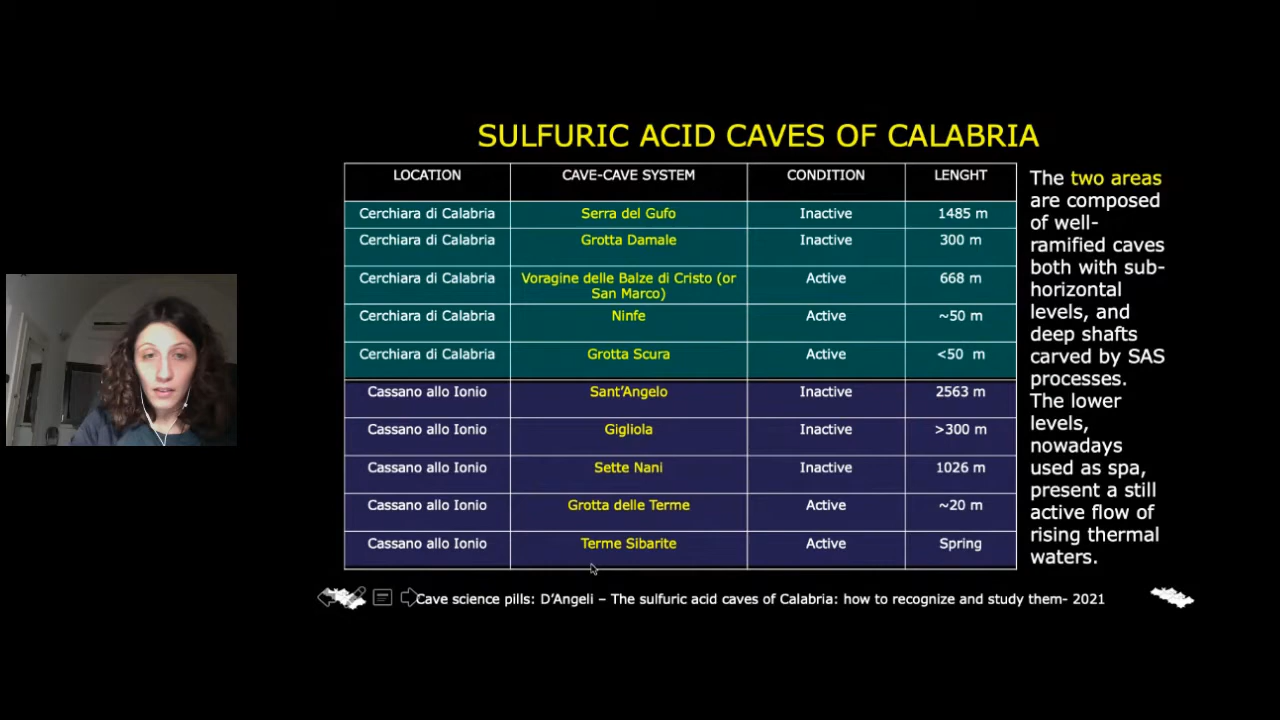 SULFURIC ACID CAVES OF CALABRIA
LOCATION CAVE-CAVE SYSTEM CONDITION LENGHT
Cerchiara di Calabria Serra del Gufo Inactive 1485 m
Cerchiara di Calabria Grotta Damale Inactive 300 m
Cerchiara di Calabria Voragine delle Balze di Cristo (or
San Marco) Active 668 m
Cerchiara di Calabria Ninfe Active ~50 m
Cerchiara di Calabria Grotta Scura Active <50 m
Cassano allo Ionio Sant'Angelo Inactive 2563 m
Cassano allo Ionio Gigliola Inactive >300 m
Cassano allo Ionio Sette Nani Inactive 1026 m
Cassano allo Ionio Grotta delle Terme Active ~20 m
Cassano allo Ionio Terme Sibarite Active Spring
The two areas
are composed
of well-
ramified caves
both with sub-
horizontal
levels, and
deep shafts
carved by SAS
processes.
The lower
levels,
nowadays
used as spa,
present a still
active flow of
rising thermal
waters.
Cave science pills: D'Angeli – The sulfuric acid caves of Calabria: how to recognize and study them- 2021